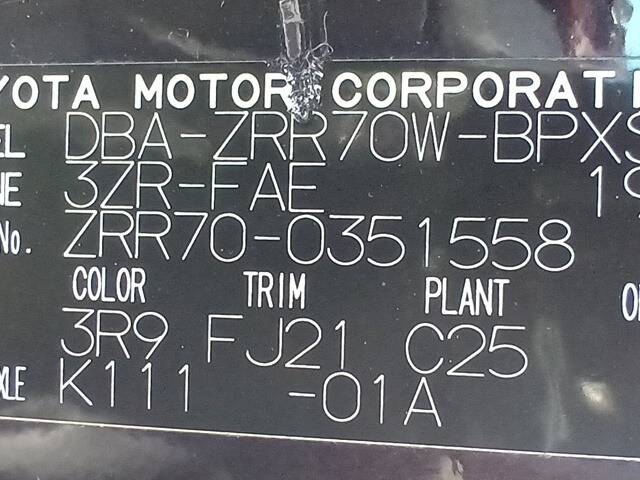 YOTA MOTOR CORPORAT
EL DBA-ZRR70W-BPXS
NE 3ZR-FAE 19
No. ZRR70-0351558
COLOR TRIM PLANT
3R9 FJ21 C25
XLE K111 -01A